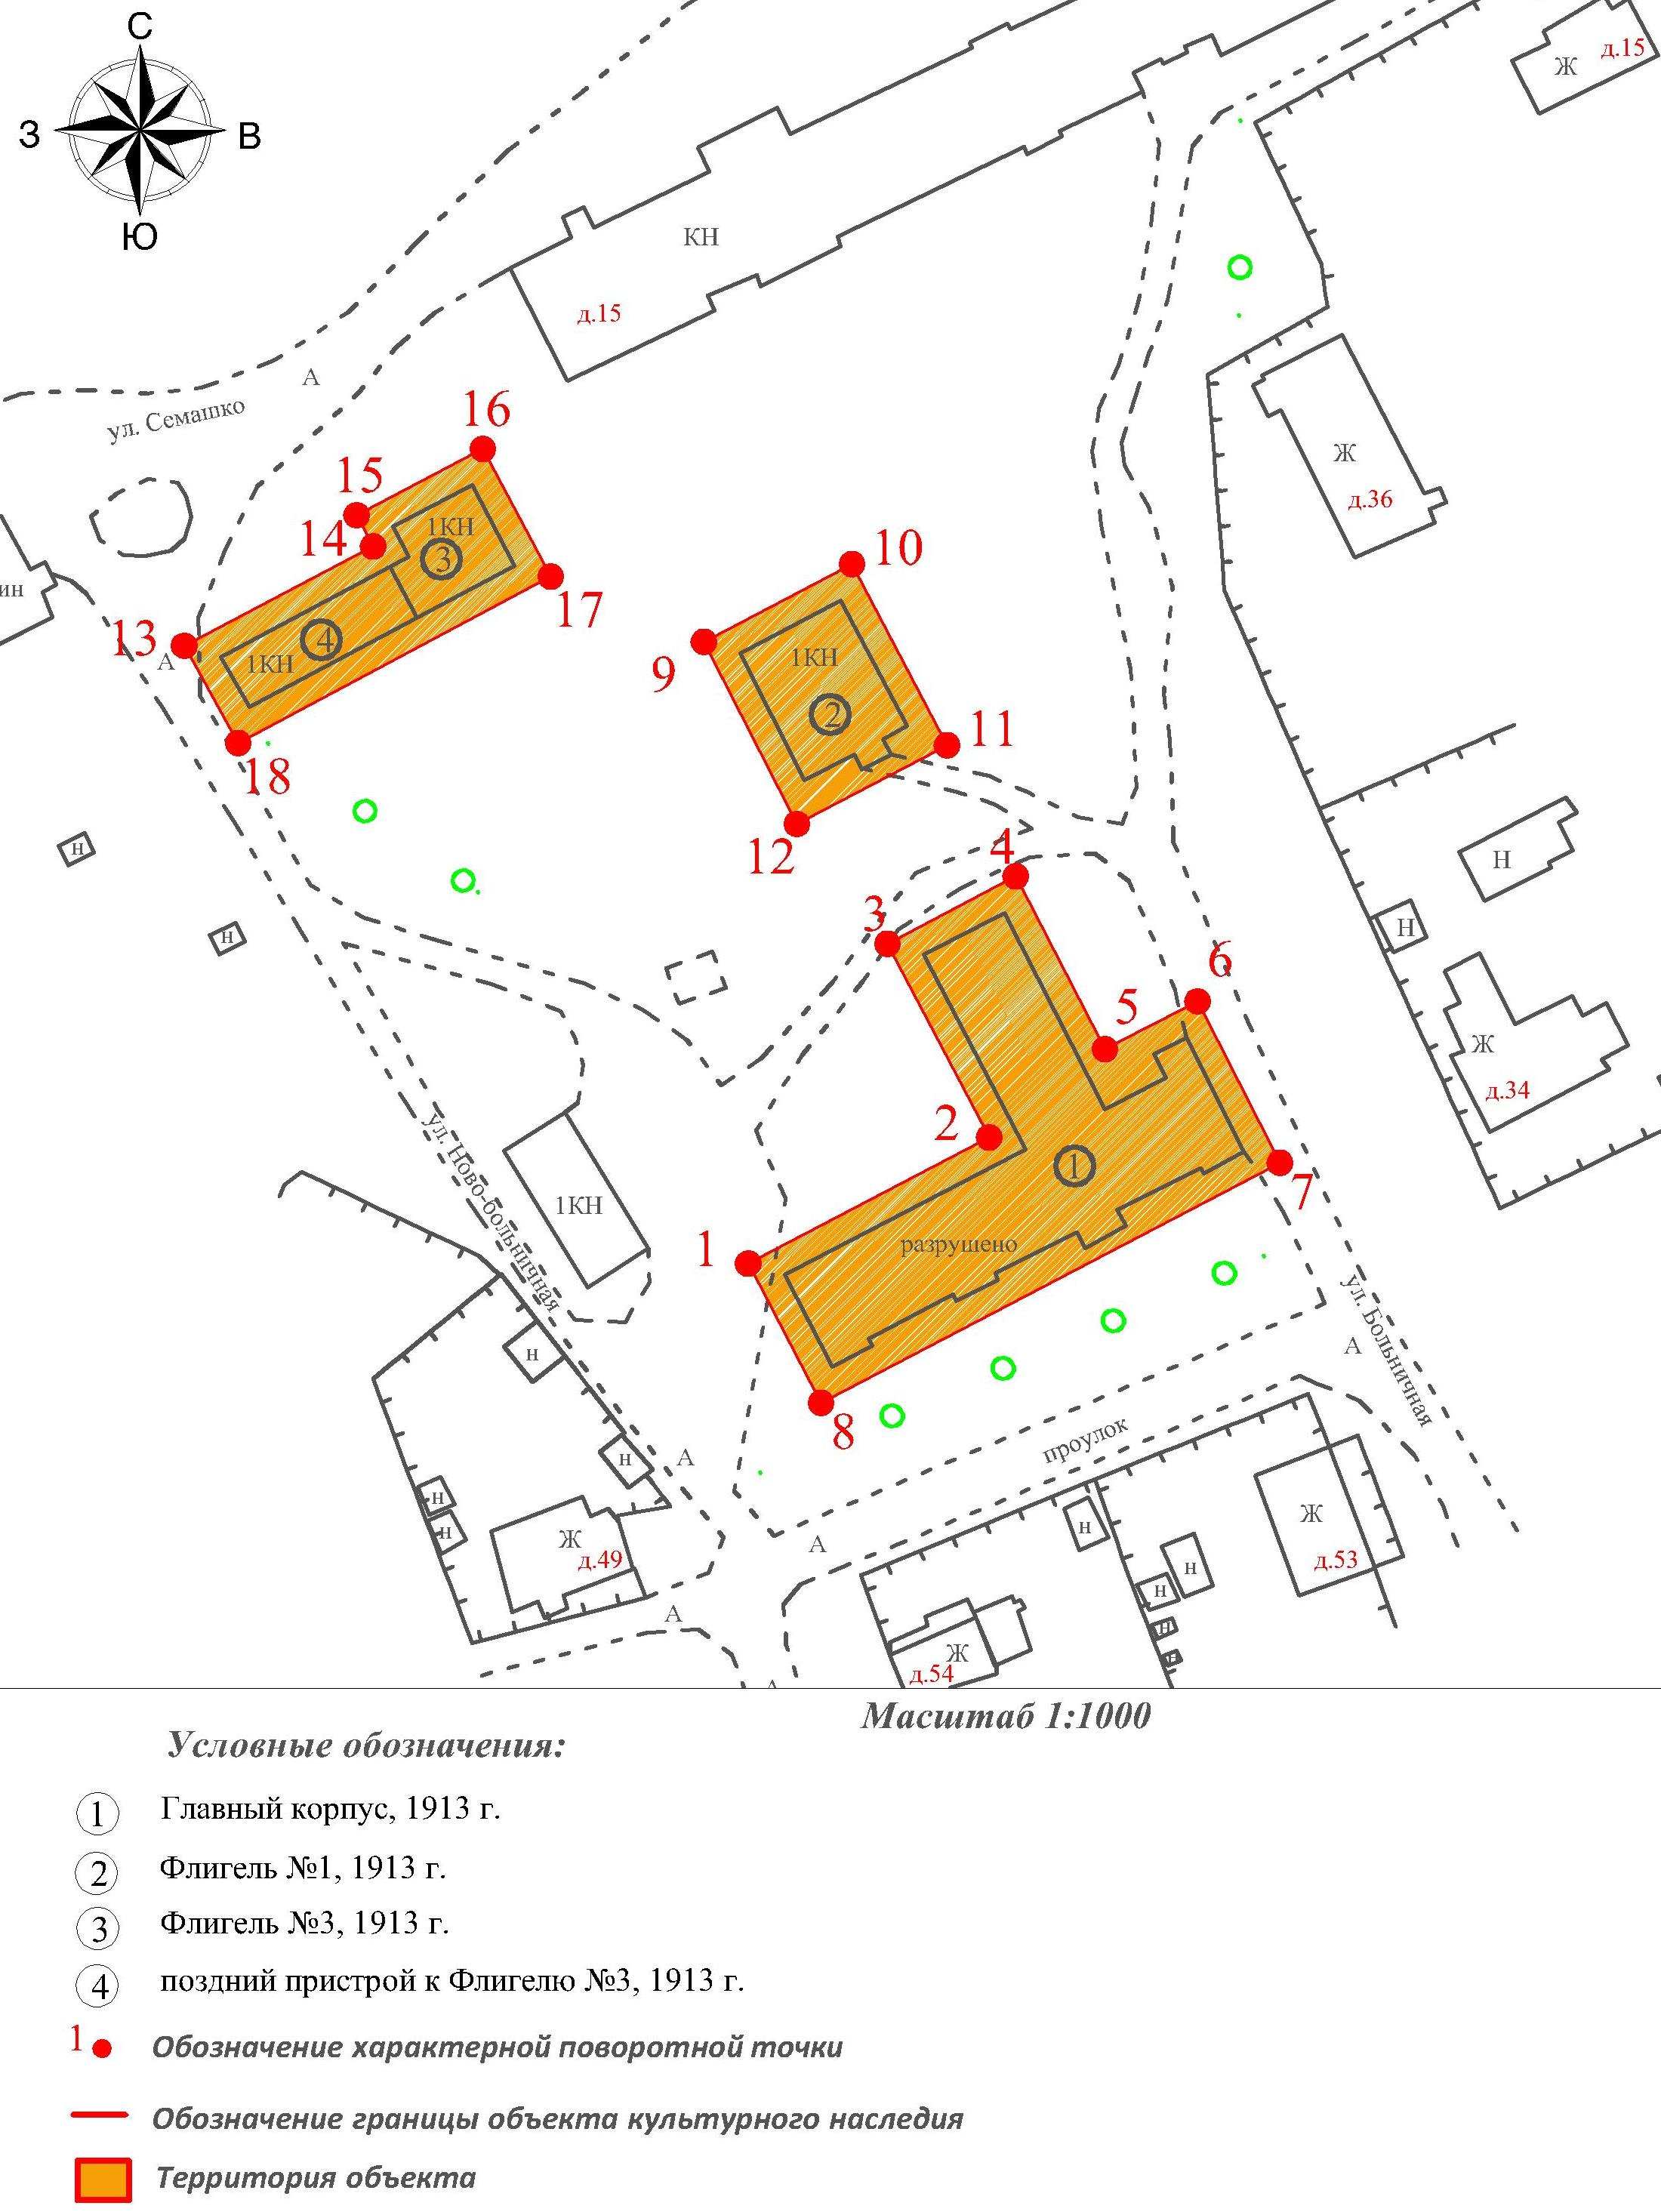 С
З В
Ю
Ж д.15
КН
д.15
А
ул. Семашко
16
15
14
1КН
3
13
А
4
1КН
17
18
ин
10
9
1КН
2
11
12
Ж
д.36
Н
Н
Ж
д.34
н
н
4
3
6
5
2
1
7
1
разрушено
8
ул. Ново-больничная
1КН
ул. Больничная
А
проулок
н
н
А
н
н
Ж
д.49
А
А
А
н
н
н
н
н
Ж
д.53
Ж
д.54
Масштаб 1:1000
Условные обозначения:
1 Главный корпус, 1913 г.
2 Флигель №1, 1913 г.
3 Флигель №3, 1913 г.
4 поздний пристрой к Флигелю №3, 1913 г.
1 Обозначение характерной поворотной точки
Обозначение границы объекта культурного наследия
Территория объекта